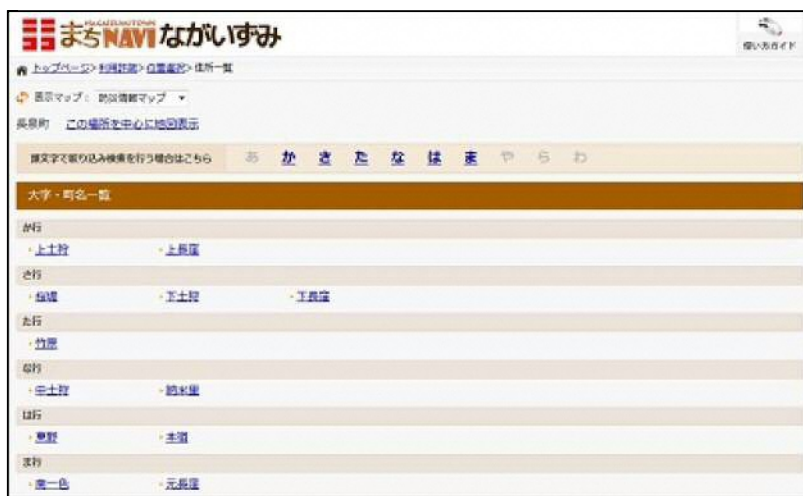 まちNAVIながいずみ
使い方ガイド
トップページ> 利用許諾> 位置選択> 住所一覧
表示マップ: 防災情報マップ
長泉町 この場所を中心に地図表示
頭文字で絞り込み検索を行う場合はこちら あ か さ た な は ま や ら わ
大字・町名一覧
か行
・上土狩 ・上長窪
さ行
・桜堤 ・下土狩 ・下長窪
た行
・竹原
な行
・中土狩 ・納米里
は行
・東野 ・本宿
ま行
・南一色 ・元長窪